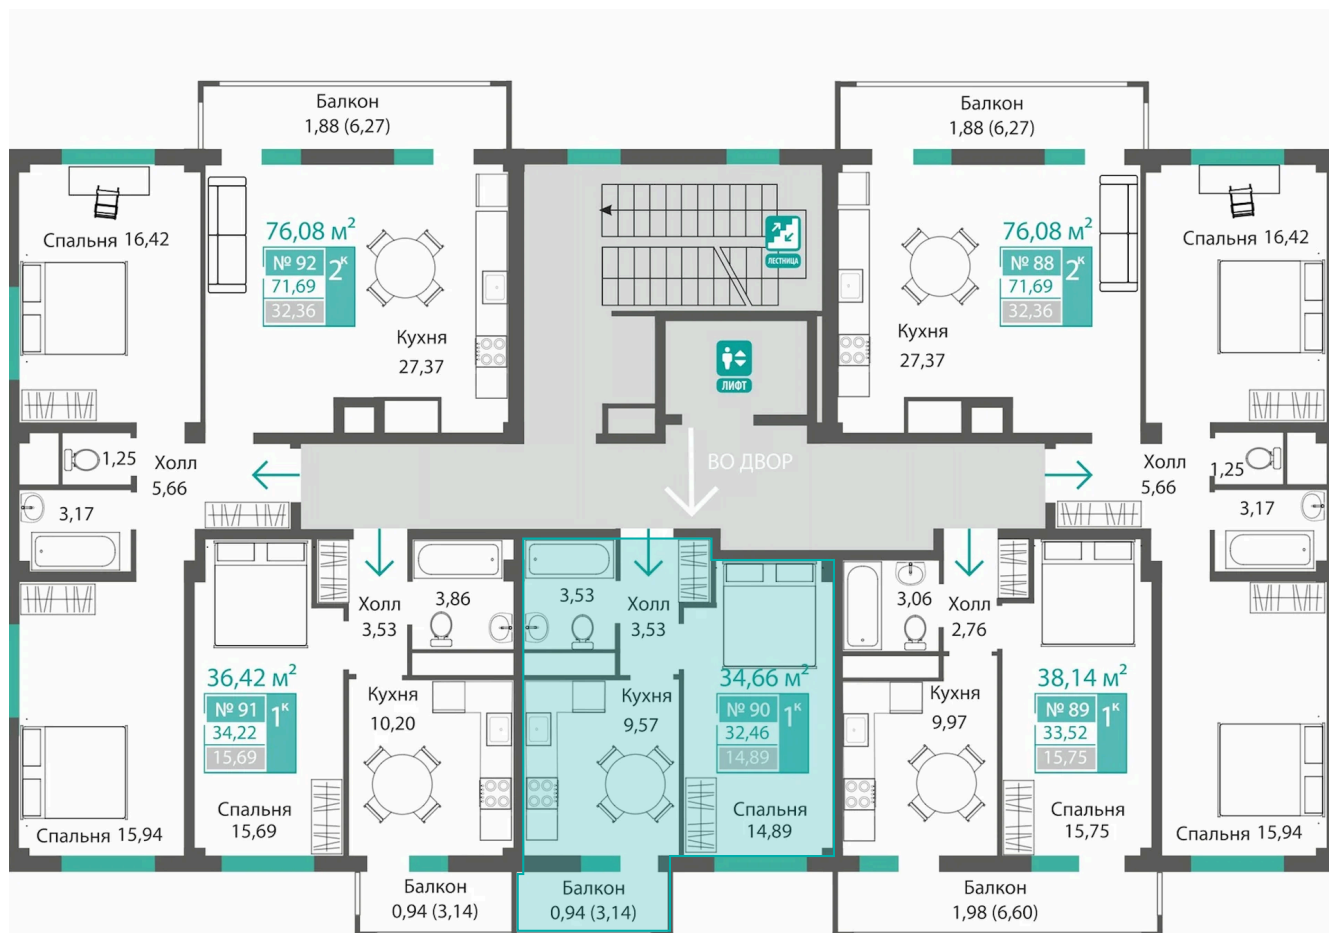 Балкон
1,88 (6,27)
Балкон
1,88 (6,27)
Спальня 16,42
76,08 м²
№ 92
2ᴷ
71,69
32,36
Кухня
27,37
ЛЕСТНИЦА
ЛИФТ
76,08 м²
№ 88
2ᴷ
71,69
32,36
Кухня
27,37
Спальня 16,42
1,25
Холл
5,66
3,17
ВО ДВОР
Холл
5,66
1,25
3,17
Холл
3,53
3,86
3,53
Холл
3,53
3,06
Холл
2,76
36,42 м²
№ 91
1ᴷ
34,22
15,69
Кухня
10,20
Кухня
9,57
34,66 м²
№ 90
1ᴷ
32,46
14,89
Кухня
9,97
38,14 м²
№ 89
1ᴷ
33,52
15,75
Спальня 15,94
Спальня
15,69
Спальня
14,89
Спальня
15,75
Спальня 15,94
Балкон
0,94 (3,14)
Балкон
0,94 (3,14)
Балкон
1,98 (6,60)